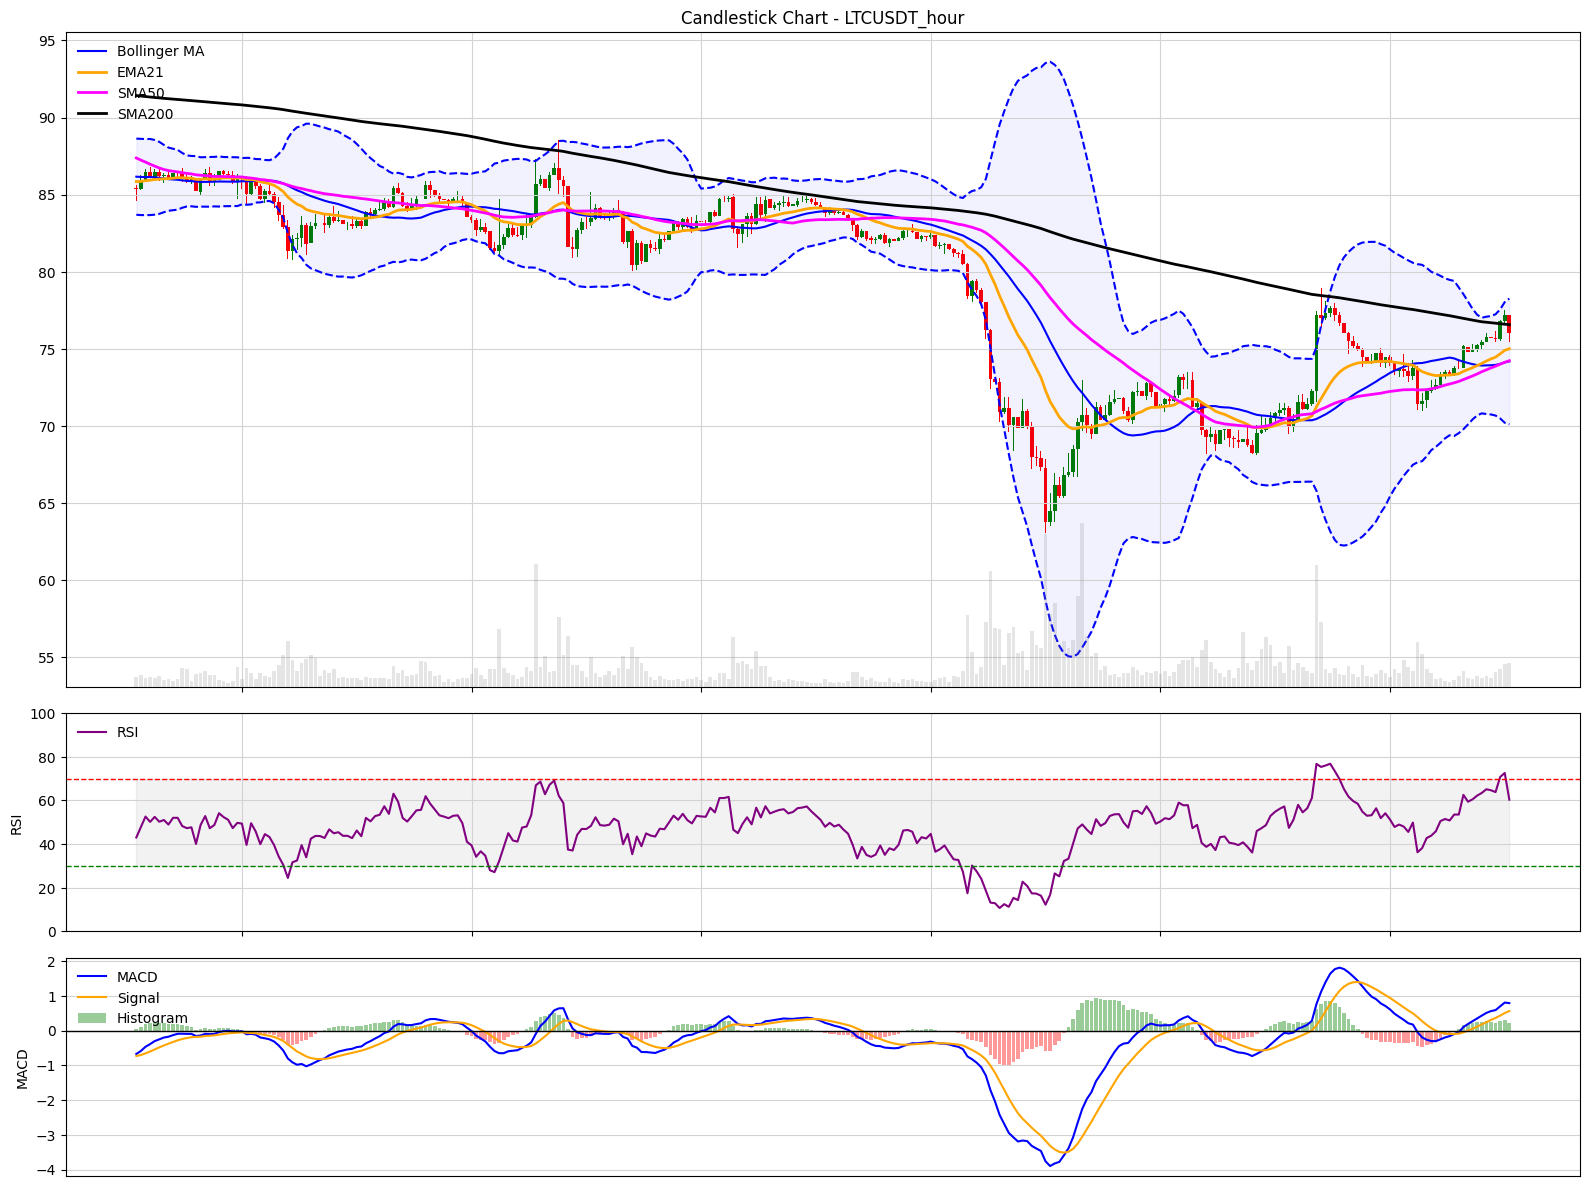 Candlestick Chart - LTCUSDT_hour
95
90
85
80
75
70
65
60
55
Bollinger MA
EMA21
SMA50
SMA200
100
80
60
40
20
0
RSI
RSI
2
1
0
−1
−2
−3
−4
MACD
MACD
Signal
Histogram